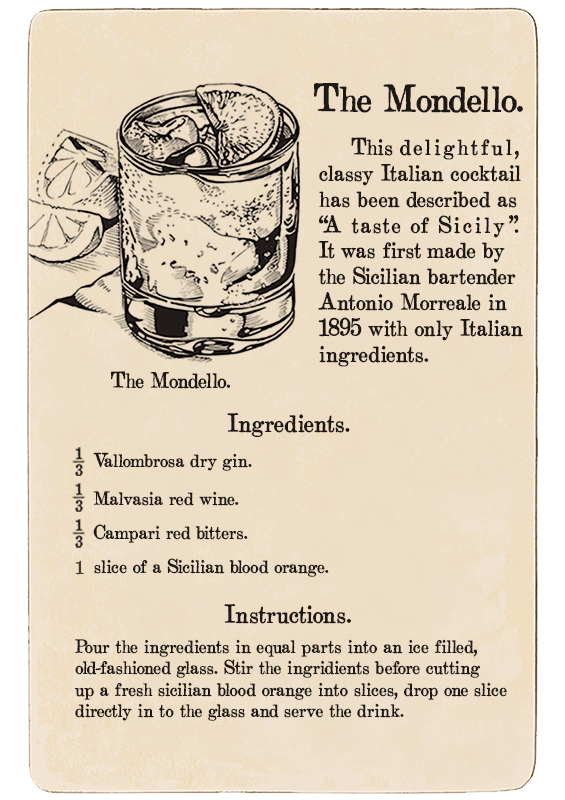 The Mondello.
This delightful,
classy Italian cocktail
has been described as
“A taste of Sicily”.
It was first made by
the Sicilian bartender
Antonio Morreale in
1895 with only Italian
ingredients.
The Mondello.
Ingredients.
1/3 Vallombrosa dry gin.
1/3 Malvasia red wine.
1/3 Campari red bitters.
1 slice of a Sicilian blood orange.
Instructions.
Pour the ingredients in equal parts into an ice filled,
old-fashioned glass. Stir the ingridients before cutting
up a fresh sicilian blood orange into slices, drop one slice
directly in to the glass and serve the drink.